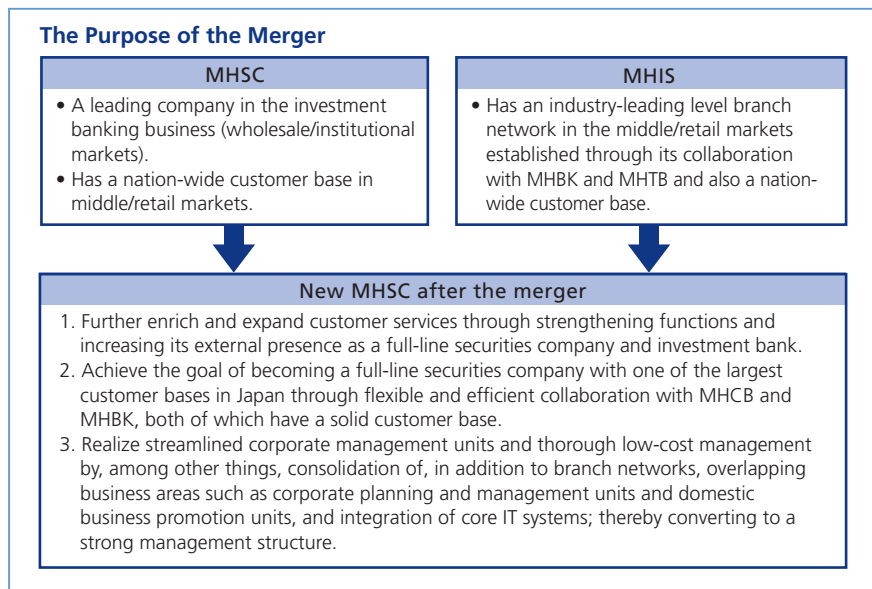 The Purpose of the Merger
MHSC
• A leading company in the investment
banking business (wholesale/institutional
markets).
• Has a nation-wide customer base in
middle/retail markets.
MHIS
• Has an industry-leading level branch
network in the middle/retail markets
established through its collaboration
with MHBK and MHTB and also a nation-
wide customer base.
New MHSC after the merger
1. Further enrich and expand customer services through strengthening functions and
increasing its external presence as a full-line securities company and investment bank.
2. Achieve the goal of becoming a full-line securities company with one of the largest
customer bases in Japan through flexible and efficient collaboration with MHCB and
MHBK, both of which have a solid customer base.
3. Realize streamlined corporate management units and thorough low-cost management
by, among other things, consolidation of, in addition to branch networks, overlapping
business areas such as corporate planning and management units and domestic
business promotion units, and integration of core IT systems; thereby converting to a
strong management structure.